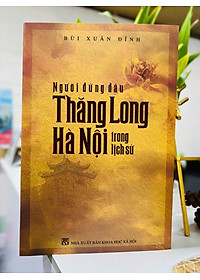 BÙI XUÂN ĐÍNH
Người đứng đầu
Thăng Long
Hà Nội trong
lịch sử
NHÀ XUẤT BẢN KHOA HỌC XÃ HỘI